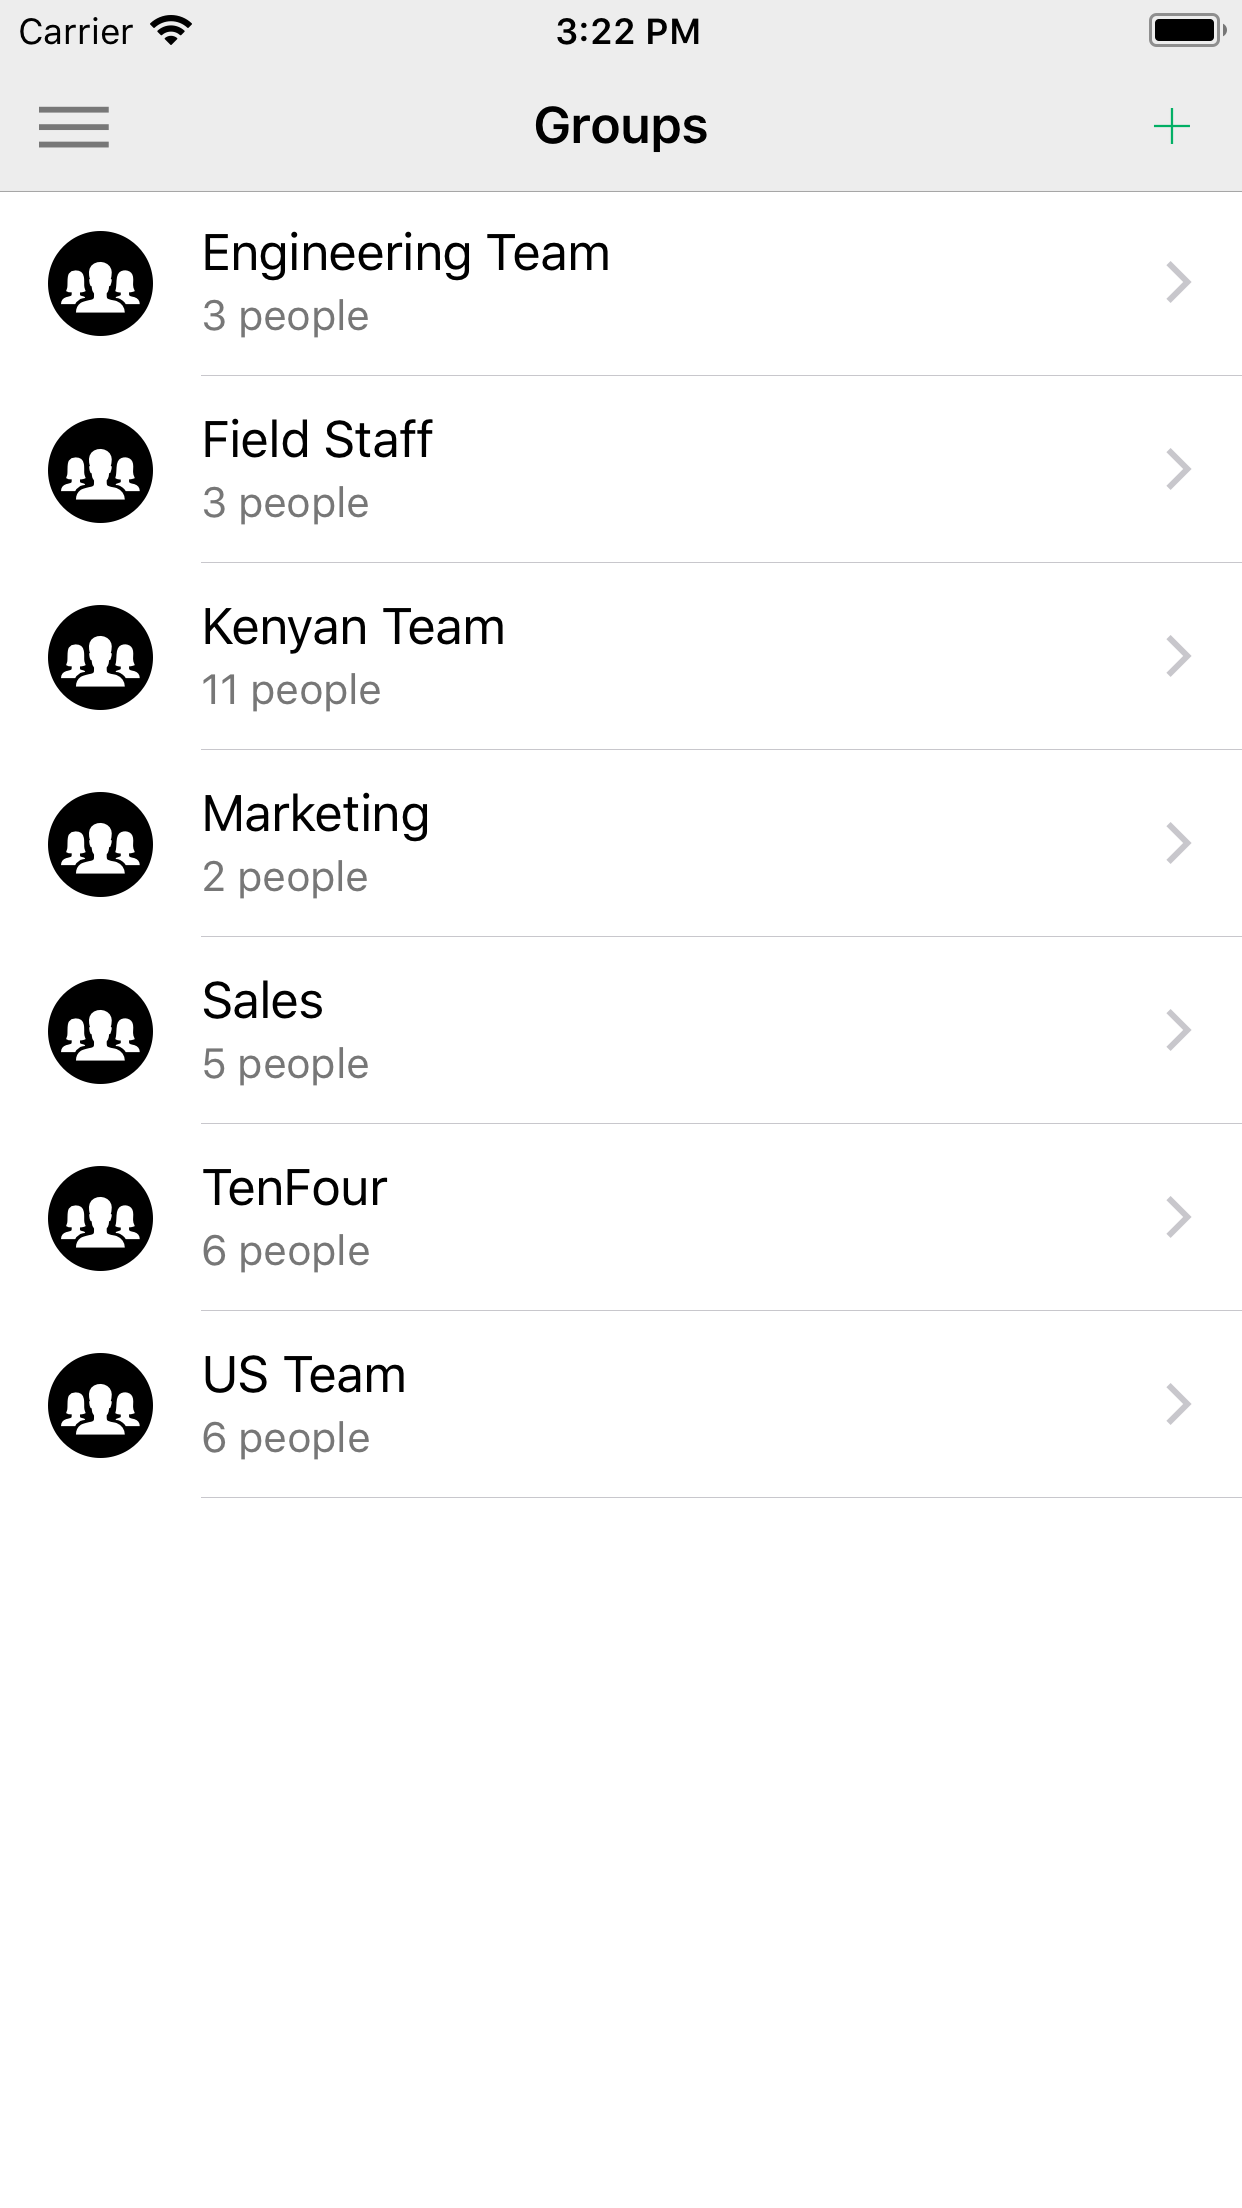 Carrier 3:22 PM
Groups
Engineering Team
3 people
Field Staff
3 people
Kenyan Team
11 people
Marketing
2 people
Sales
5 people
TenFour
6 people
US Team
6 people